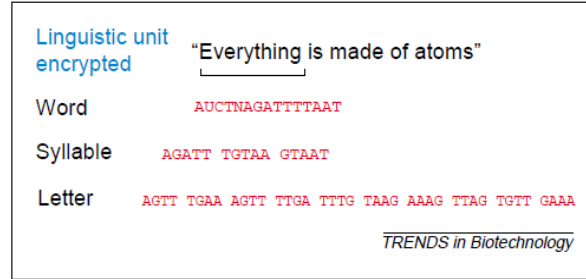 Linguistic unit
encrypted
“Everything is made of atoms”
Word AUCTNAGATTTTAAT
Syllable AGATT TGTAA GTAAT
Letter AGTT TGAA AGTT TTGA TTTG TAAG AAAG TTAG TGTT GAAA
TRENDS in Biotechnology